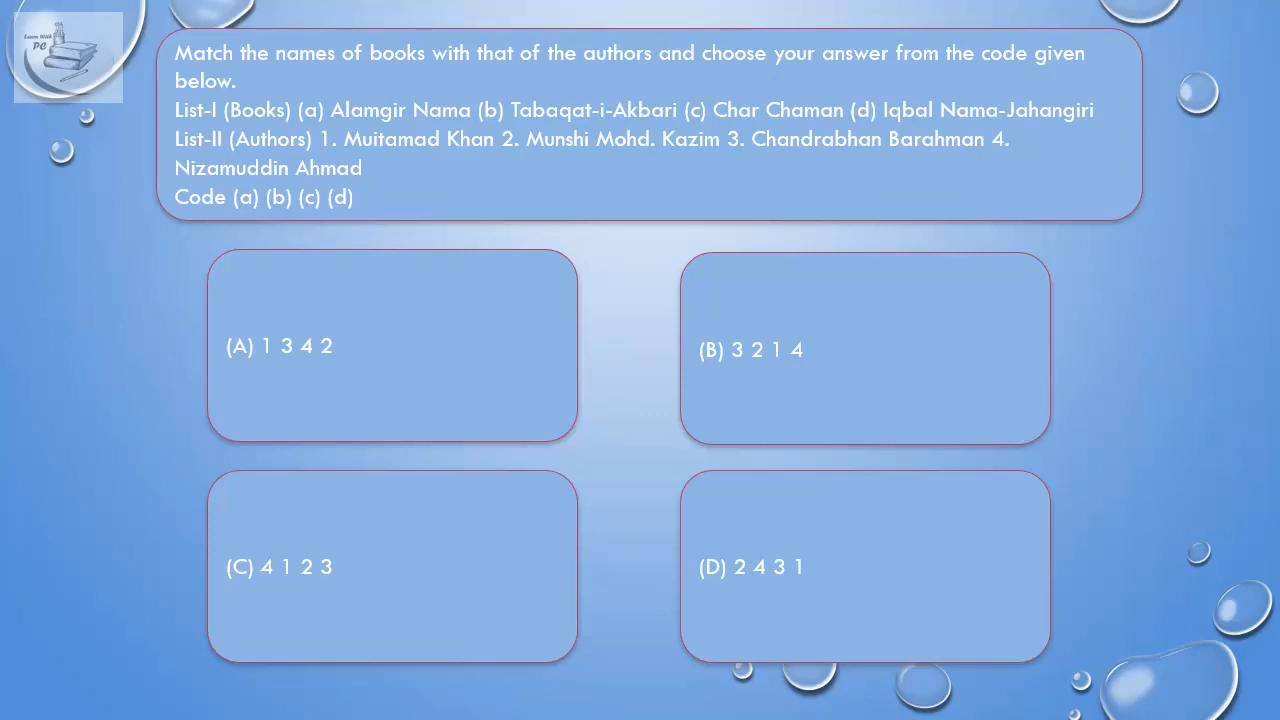 Learn With
PC
Match the names of books with that of the authors and choose your answer from the code given
below.
List-I (Books) (a) Alamgir Nama (b) Tabaqat-i-Akbari (c) Char Chaman (d) Iqbal Nama-Jahangiri
List-II (Authors) 1. Muitamad Khan 2. Munshi Mohd. Kazim 3. Chandrabhan Barahman 4.
Nizamuddin Ahmad
Code (a) (b) (c) (d)
(A) 1 3 4 2
(B) 3 2 1 4
(C) 4 1 2 3
(D) 2 4 3 1